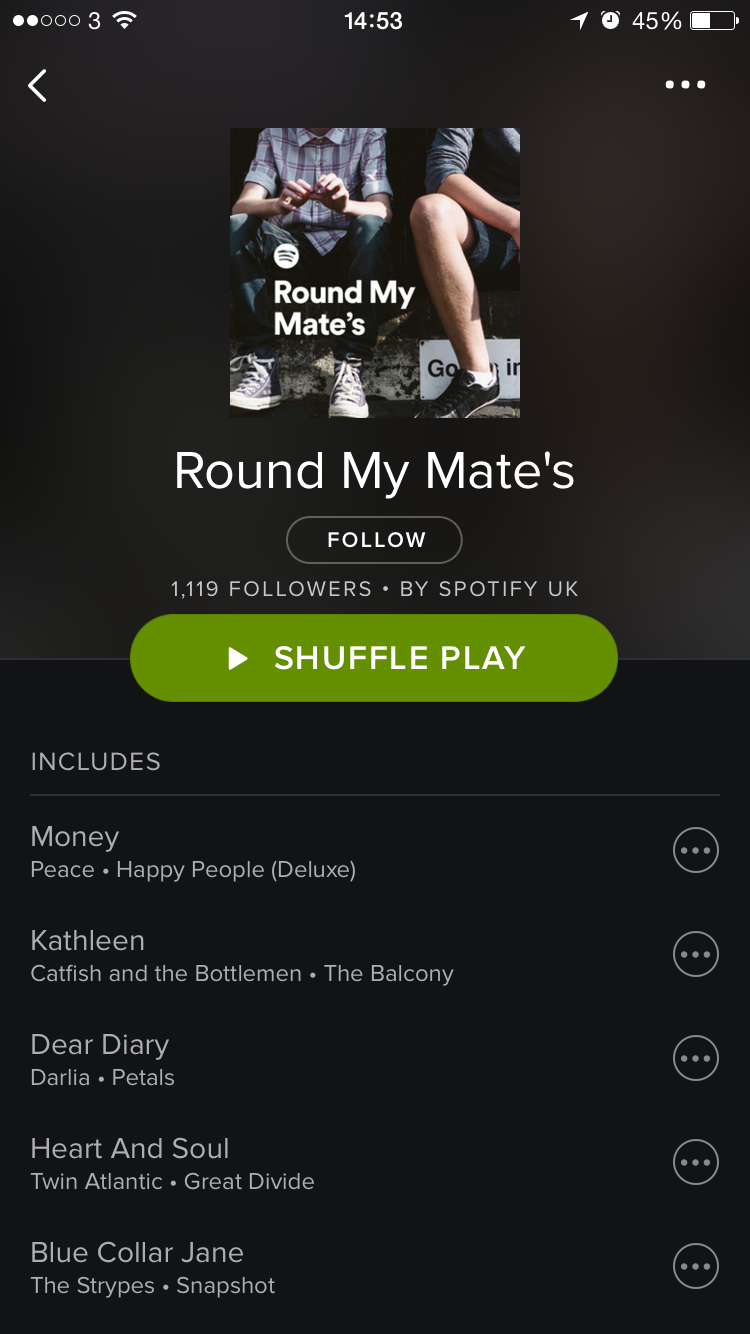 3 14:53 45%
Round My
Mate's
Go
in
Round My Mate's
FOLLOW
1,119 FOLLOWERS • BY SPOTIFY UK
SHUFFLE PLAY
INCLUDES
Money
Peace • Happy People (Deluxe)
Kathleen
Catfish and the Bottlemen • The Balcony
Dear Diary
Darlia • Petals
Heart And Soul
Twin Atlantic • Great Divide
Blue Collar Jane
The Strypes • Snapshot